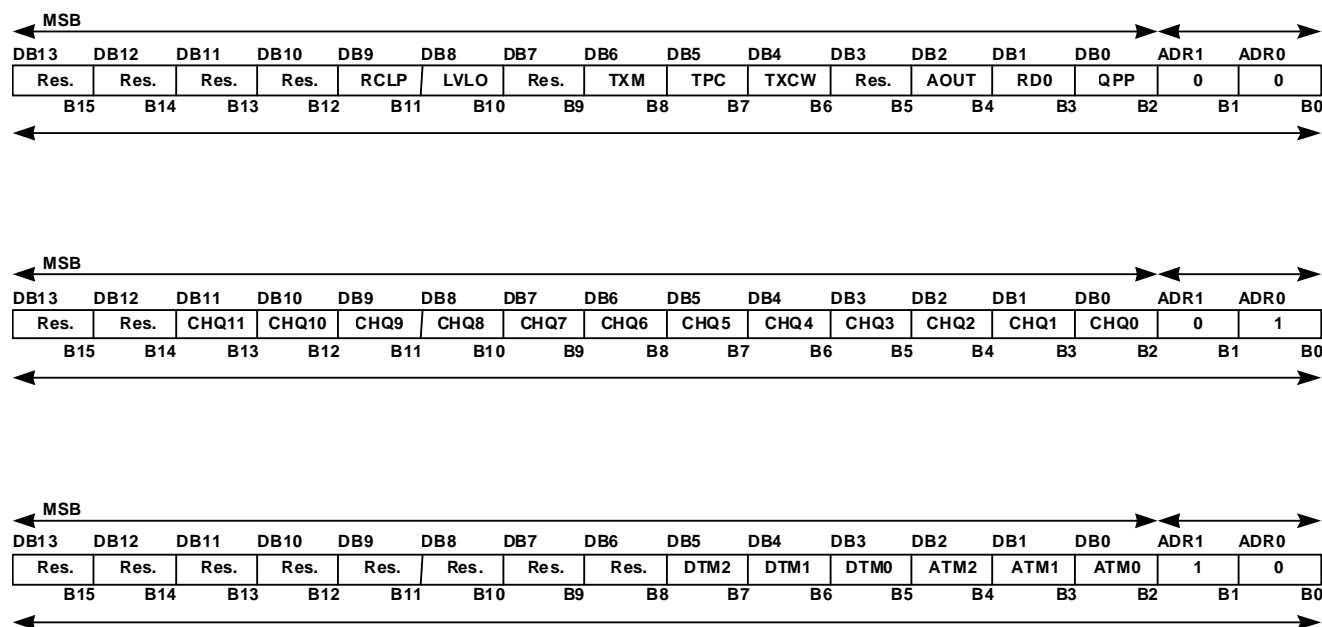 MSB
DB13 DB12 DB11 DB10 DB9 DB8 DB7 DB6 DB5 DB4 DB3 DB2 DB1 DB0 ADR1 ADR0
Res. Res. Res. Res. RCLP LVLO Res. TXM TPC TXCW Res. AOUT RD0 QPP 0 0
B15 B14 B13 B12 B11 B10 B9 B8 B7 B6 B5 B4 B3 B2 B1 B0
MSB
DB13 DB12 DB11 DB10 DB9 DB8 DB7 DB6 DB5 DB4 DB3 DB2 DB1 DB0 ADR1 ADR0
Res. Res. CHQ11 CHQ10 CHQ9 CHQ8 CHQ7 CHQ6 CHQ5 CHQ4 CHQ3 CHQ2 CHQ1 CHQ0 0 1
B15 B14 B13 B12 B11 B10 B9 B8 B7 B6 B5 B4 B3 B2 B1 B0
MSB
DB13 DB12 DB11 DB10 DB9 DB8 DB7 DB6 DB5 DB4 DB3 DB2 DB1 DB0 ADR1 ADR0
Res. Res. Res. Res. Res. Res. Res. Res. DTM2 DTM1 DTM0 ATM2 ATM1 ATM0 1 0
B15 B14 B13 B12 B11 B10 B9 B8 B7 B6 B5 B4 B3 B2 B1 B0